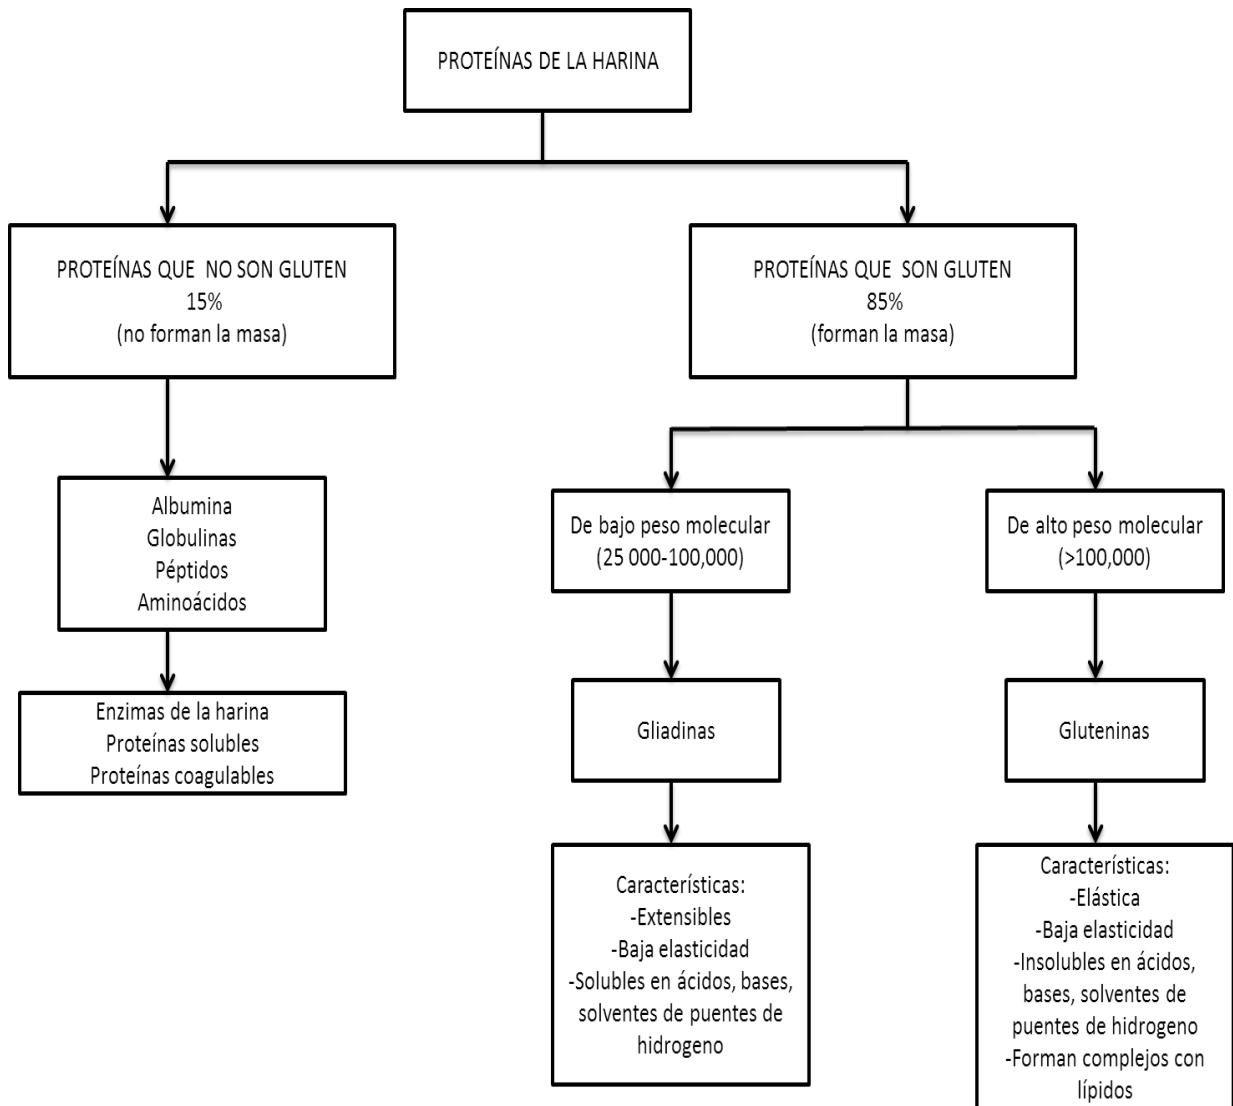 PROTEÍNAS DE LA HARINA
PROTEÍNAS QUE NO SON GLUTEN
15%
(no forman la masa)
PROTEÍNAS QUE SON GLUTEN
85%
(forman la masa)
Albumina
Globulinas
Péptidos
Aminoácidos
Enzimas de la harina
Proteínas solubles
Proteínas coagulables
De bajo peso molecular
(25 000-100,000)
De alto peso molecular
(>100,000)
Gliadinas
Gluteninas
Características:
-Extensibles
-Baja elasticidad
-Solubles en ácidos, bases,
solventes de puentes de
hidrogeno
Características:
-Elástica
-Baja elasticidad
-Insolubles en ácidos,
bases, solventes de
puentes de hidrogeno
-Forman complejos con
lípidos